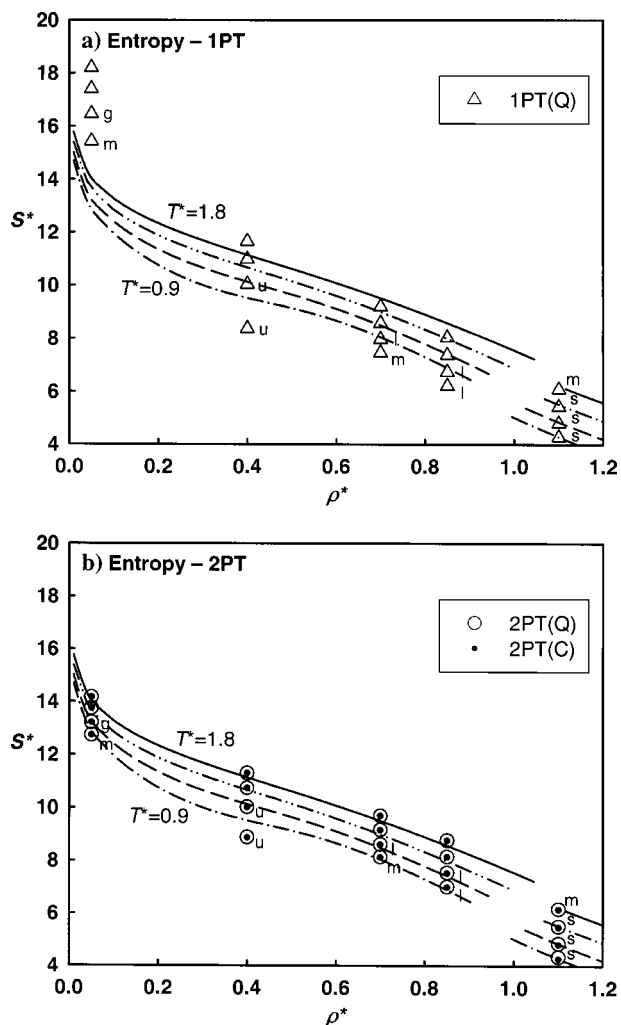 a) Entropy – 1PT
20
18
16
14
12
10
8
6
4
S*
△ 1PT(Q)
g
m
T*=1.8
T*=0.9
u
u
l
m
l
l
m
s
s
s
0.0 0.2 0.4 0.6 0.8 1.0 1.2
ρ*
b) Entropy – 2PT
20
18
16
14
12
10
8
6
4
S*
2PT(Q)
2PT(C)
g
m
T*=1.8
T*=0.9
u
u
l
m
l
l
m
s
s
s
0.0 0.2 0.4 0.6 0.8 1.0 1.2
ρ*